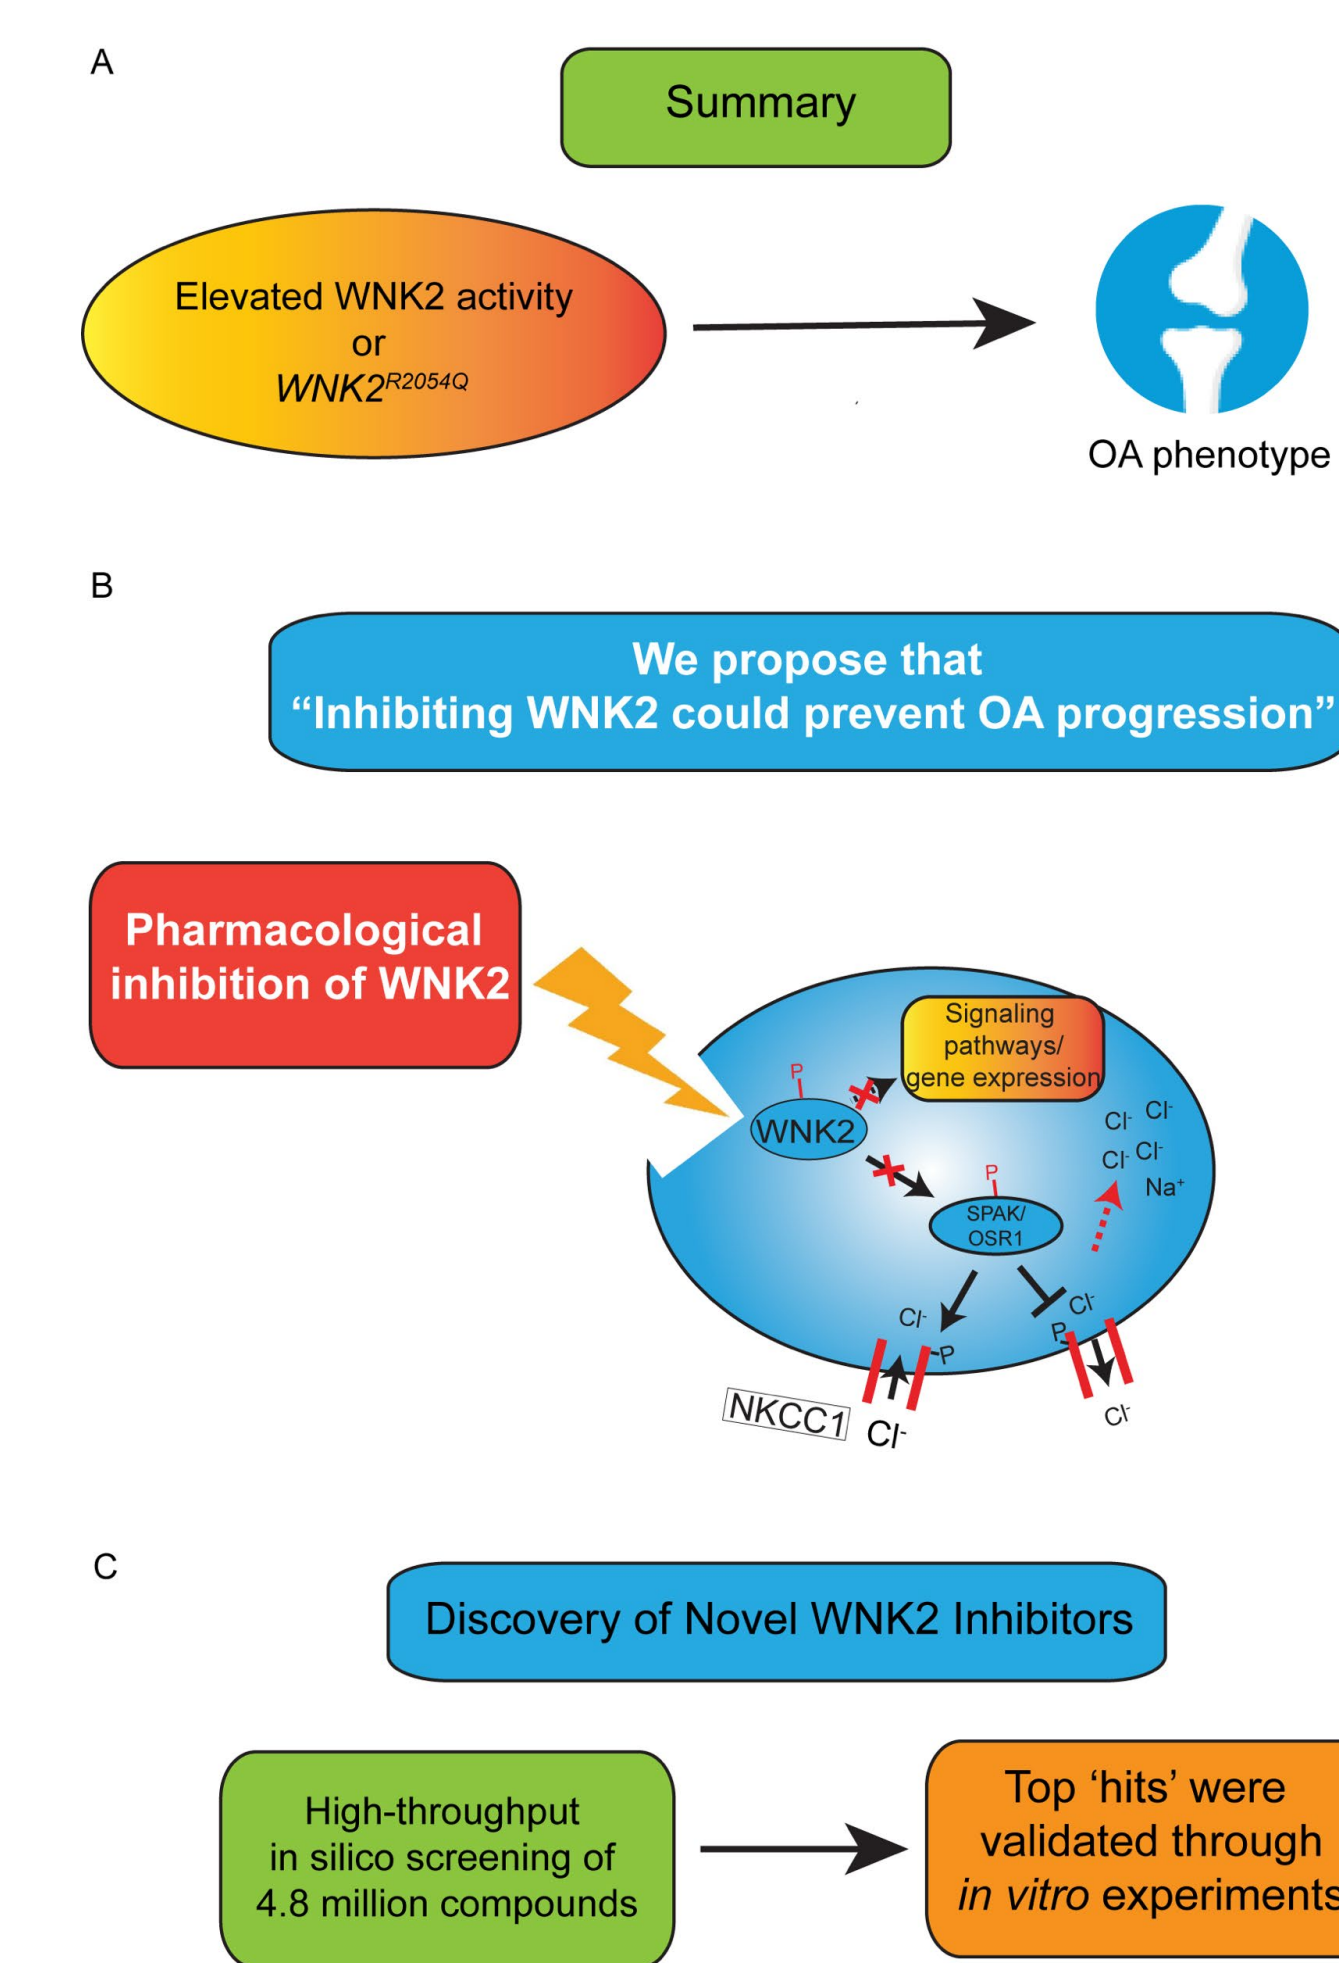 A
Summary
Elevated WNK2 activity
or
WNK2R2054Q
OA phenotype
B
We propose that
“Inhibiting WNK2 could prevent OA progression”
Pharmacological
inhibition of WNK2
Signaling
pathways/
gene expression
P
WNK2
Cl- Cl-
Cl- Cl-
Na+
P
SPAK/
OSR1
Cl-
P
Cl-
P
NKCC1
Cl-
Cl-
C
Discovery of Novel WNK2 Inhibitors
High-throughput
in silico screening of
4.8 million compounds
Top ‘hits’ were
validated through
in vitro experiments